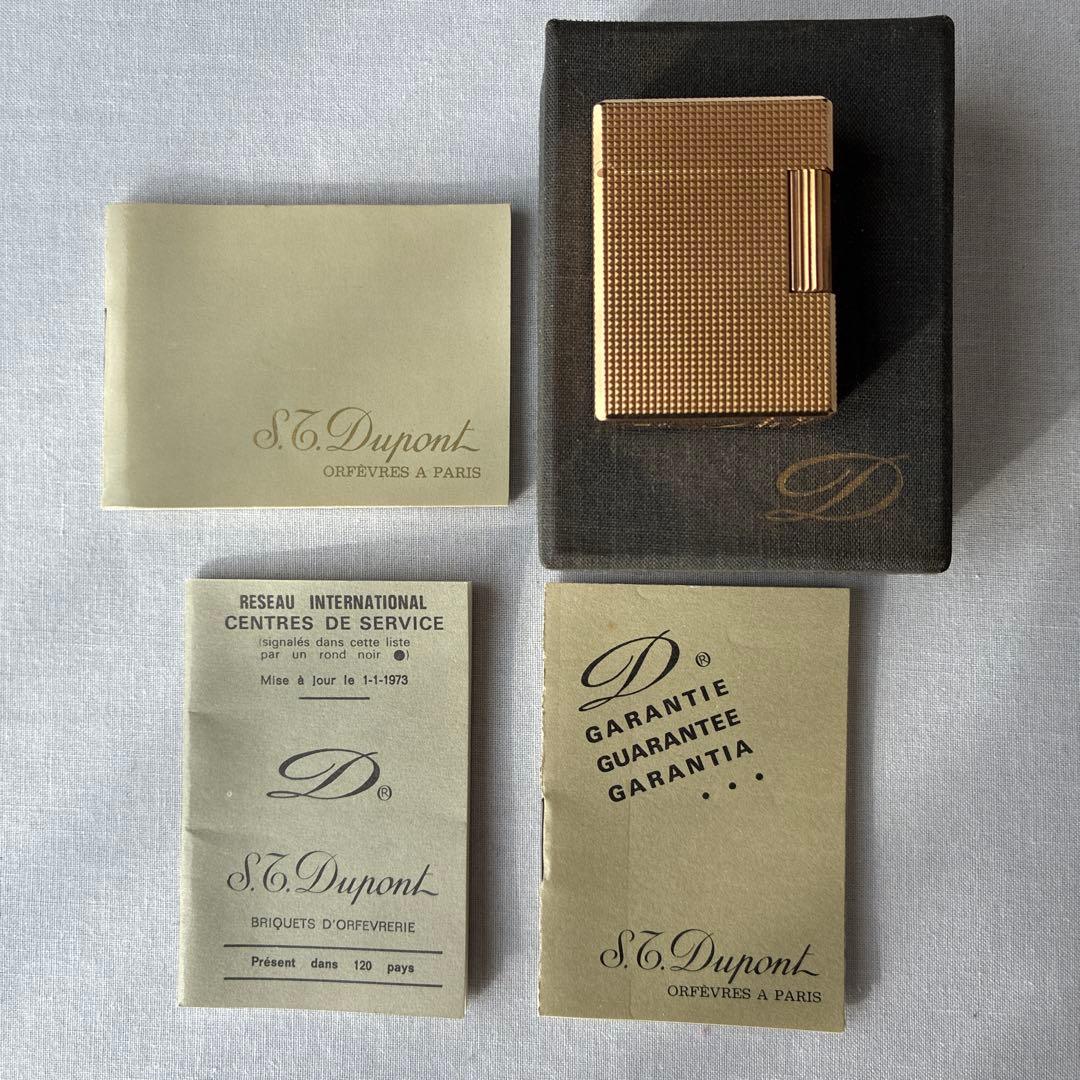 S.T. Dupont
ORFÈVRES A PARIS
D
RESEAU INTERNATIONAL
CENTRES DE SERVICE
(signalés dans cette liste
par un rond noir ●)
Mise à jour le 1-1-1973
D®
S.T. Dupont
BRIQUETS D'ORFEVRERIE
Présent dans 120 pays
D®
GARANTIE
GUARANTEE
GARANTIA
• • •
S.T. Dupont
ORFÈVRES A PARIS